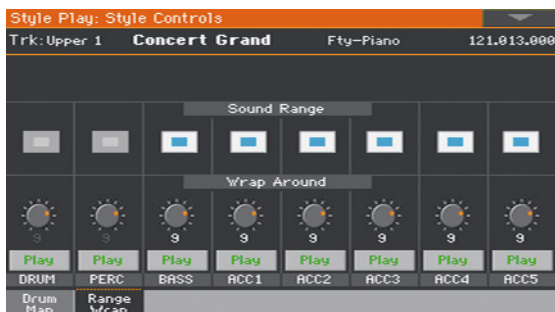 Style Play: Style Controls
Trk:Upper 1 Concert Grand Fty-Piano 121.013.000
Sound Range
Wrap Around
9 9 9 9 9 9 9 9
Play Play Play Play Play Play Play Play
DRUM PERC BASS ACC1 ACC2 ACC3 ACC4 ACC5
Drum Range
Map Wrap